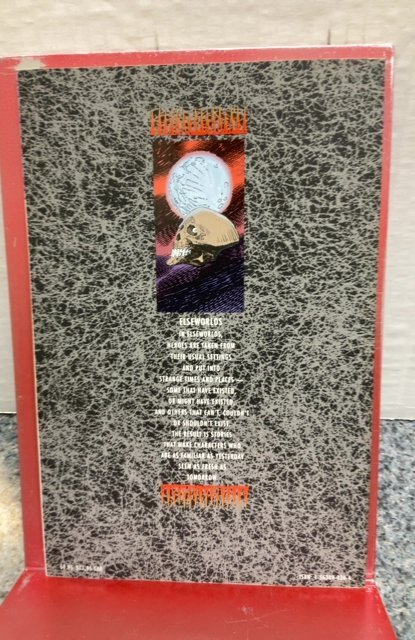 ELSEWORLDS
IN ELSEWORLDS,
HEROES ARE TAKEN FROM
THEIR USUAL SETTINGS
AND PUT INTO
STRANGE TIMES AND PLACES—
SOME THAT HAVE EXISTED,
OR MIGHT HAVE EXISTED,
AND OTHERS THAT CAN'T, COULDN'T
OR SHOULDN'T EXIST.
THE RESULT IS STORIES
THAT MAKE CHARACTERS WHO
ARE AS FAMILIAR AS YESTERDAY
SEEM AS FRESH AS
TOMORROW.
ISBN